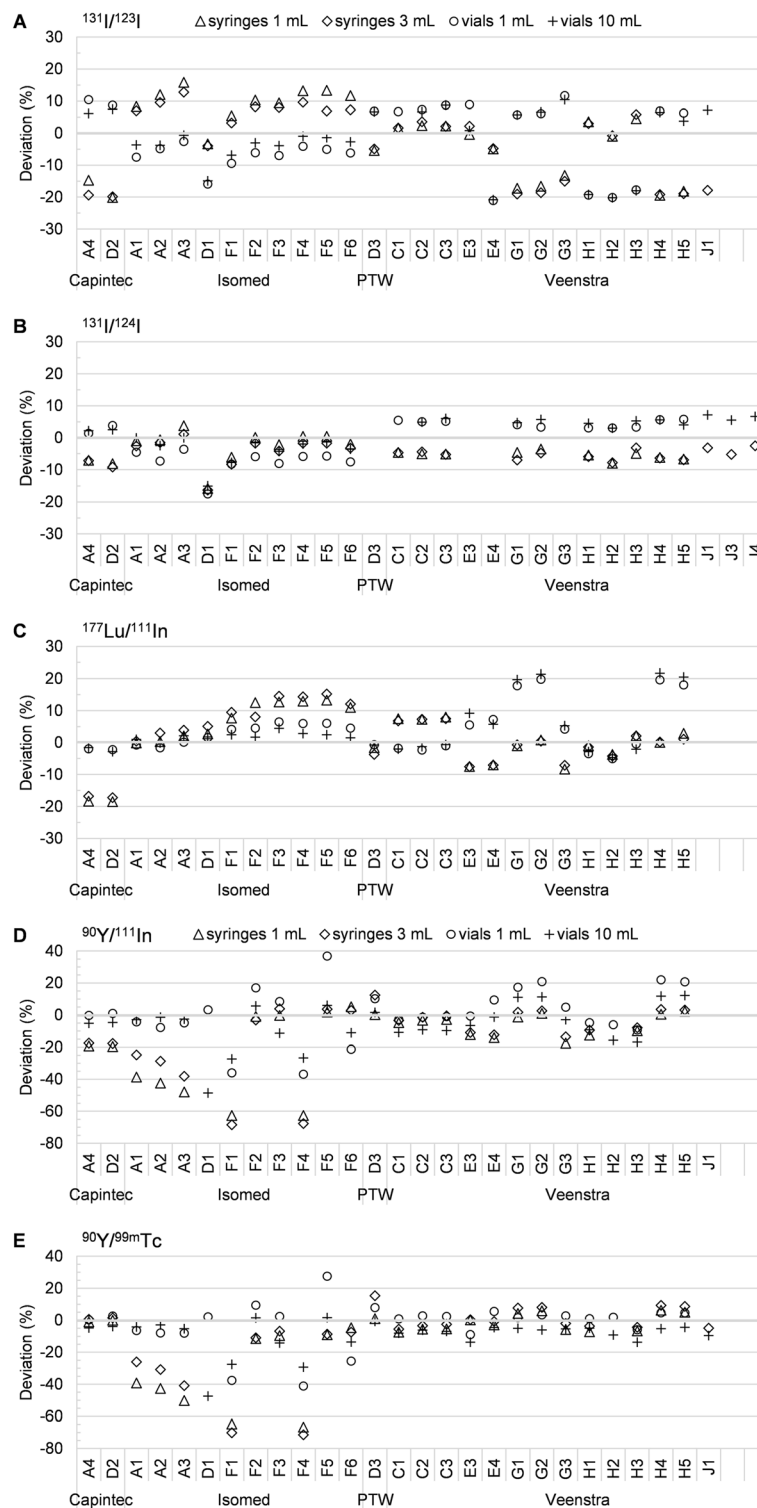 A ¹³¹I/¹²³I △ syringes 1 mL ◇ syringes 3 mL ○ vials 1 mL + vials 10 mL
Deviation (%)
30
20
10
0
-10
-20
-30
A4 D2 A1 A2 A3 D1 F1 F2 F3 F4 F5 F6 D3 C1 C2 C3 E3 E4 G1 G2 G3 H1 H2 H3 H4 H5 J1
Capintec Isomed PTW Veenstra
B ¹³¹I/¹²⁴I
Deviation (%)
30
20
10
0
-10
-20
-30
A4 D2 A1 A2 A3 D1 F1 F2 F3 F4 F5 F6 D3 C1 C2 C3 E3 E4 G1 G2 G3 H1 H2 H3 H4 H5 J1 J3
Capintec Isomed PTW Veenstra
C ¹⁷⁷Lu/¹¹¹In
Deviation (%)
30
20
10
0
-10
-20
-30
A4 D2 A1 A2 A3 D1 F1 F2 F3 F4 F5 F6 D3 C1 C2 C3 E3 E4 G1 G2 G3 H1 H2 H3 H4 H5
Capintec Isomed PTW Veenstra
D ⁹⁰Y/¹¹¹In △ syringes 1 mL ◇ syringes 3 mL ○ vials 1 mL + vials 10 mL
Deviation (%)
40
20
0
-20
-40
-60
-80
A4 D2 A1 A2 A3 D1 F1 F2 F3 F4 F5 F6 D3 C1 C2 C3 E3 E4 G1 G2 G3 H1 H2 H3 H4 H5 J1
Capintec Isomed PTW Veenstra
E ⁹⁰Y/⁹⁹ᵐTc
Deviation (%)
40
20
0
-20
-40
-60
-80
A4 D2 A1 A2 A3 D1 F1 F2 F3 F4 F5 F6 D3 C1 C2 C3 E3 E4 G1 G2 G3 H1 H2 H3 H4 H5 J1
Capintec Isomed PTW Veenstra